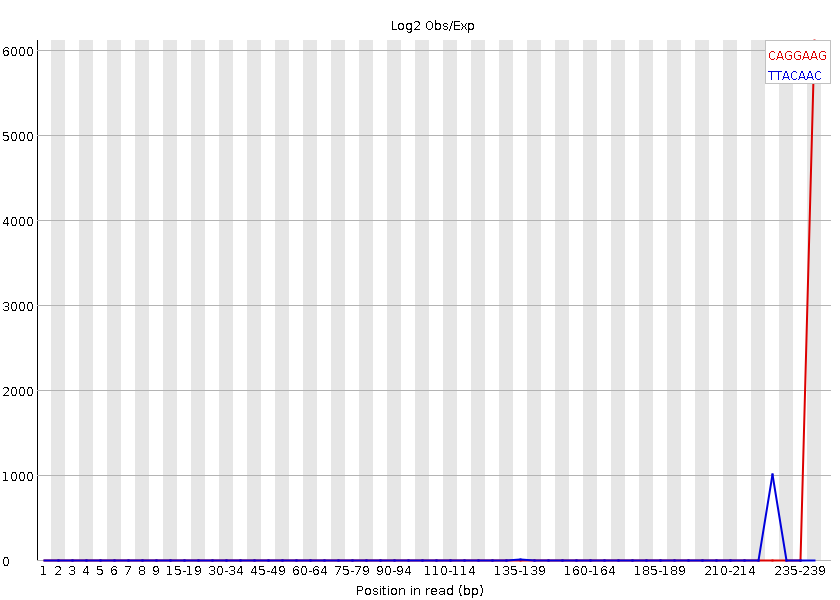 Log2 Obs/Exp
6000
CAGGAAG
TTACAAC
5000
4000
3000
2000
1000
0
1 2 3 4 5 6 7 8 9 15-19 30-34 45-49 60-64 75-79 90-94 110-114 135-139 160-164 185-189 210-214 235-239
Position in read (bp)